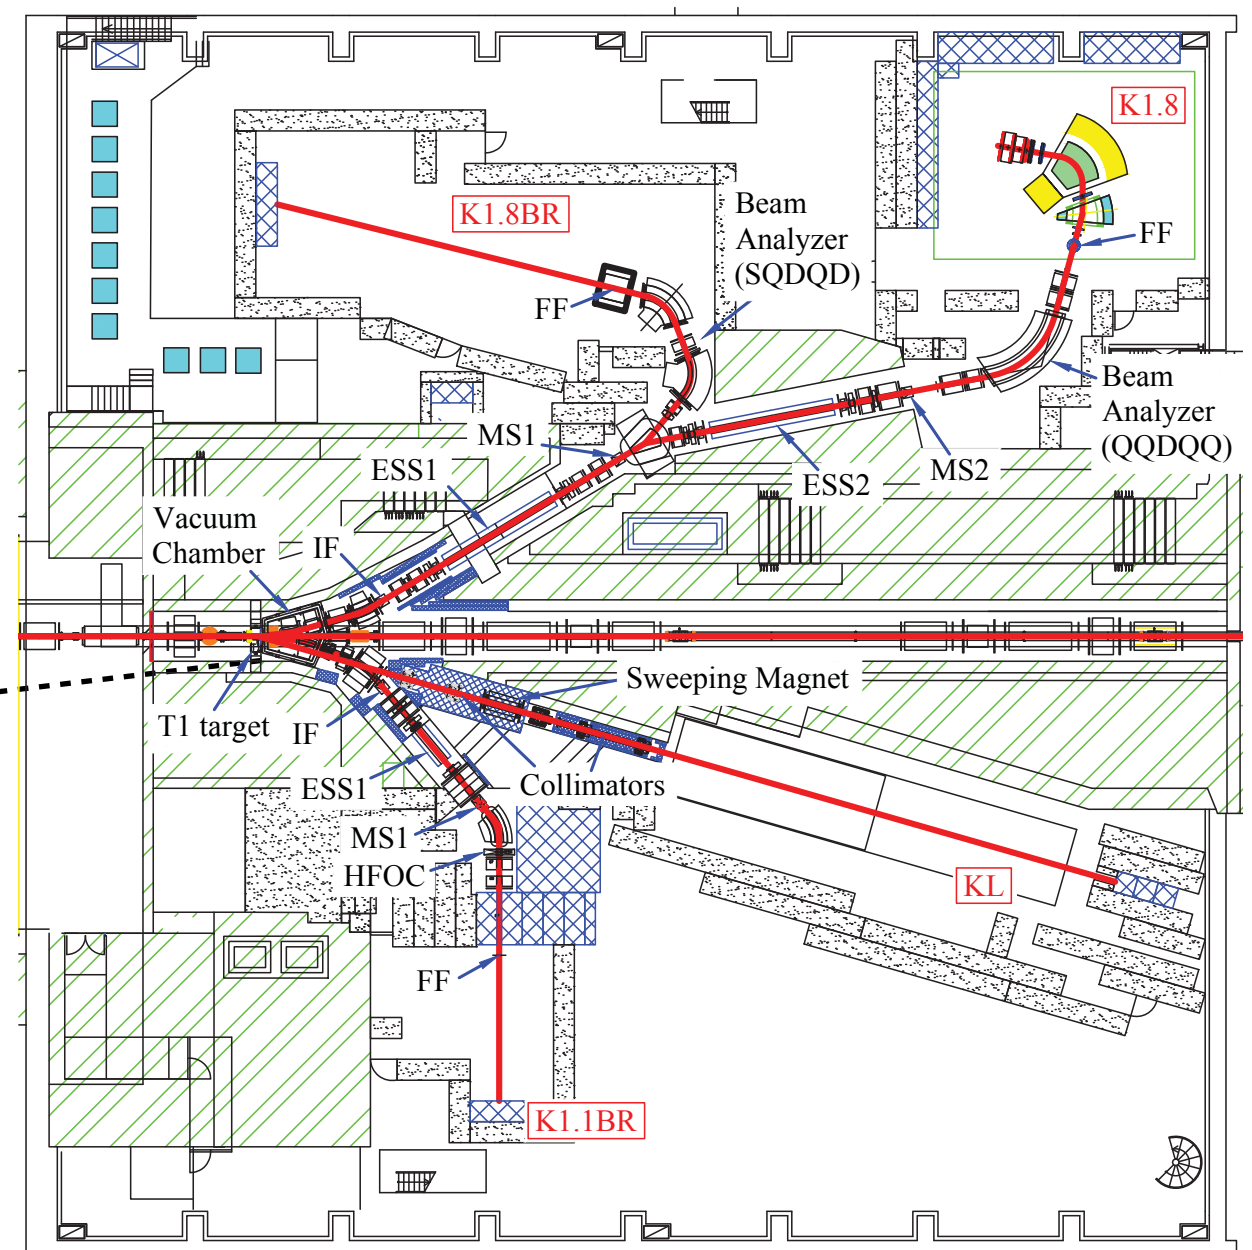 K1.8
K1.8BR
Beam
Analyzer
(SQDQD)
FF
FF
Beam
Analyzer
(QQDQQ)
MS1
ESS1
MS2
ESS2
Vacuum
Chamber
IF
Sweeping Magnet
T1 target
IF
ESS1
Collimators
MS1
HFOC
KL
FF
K1.1BR